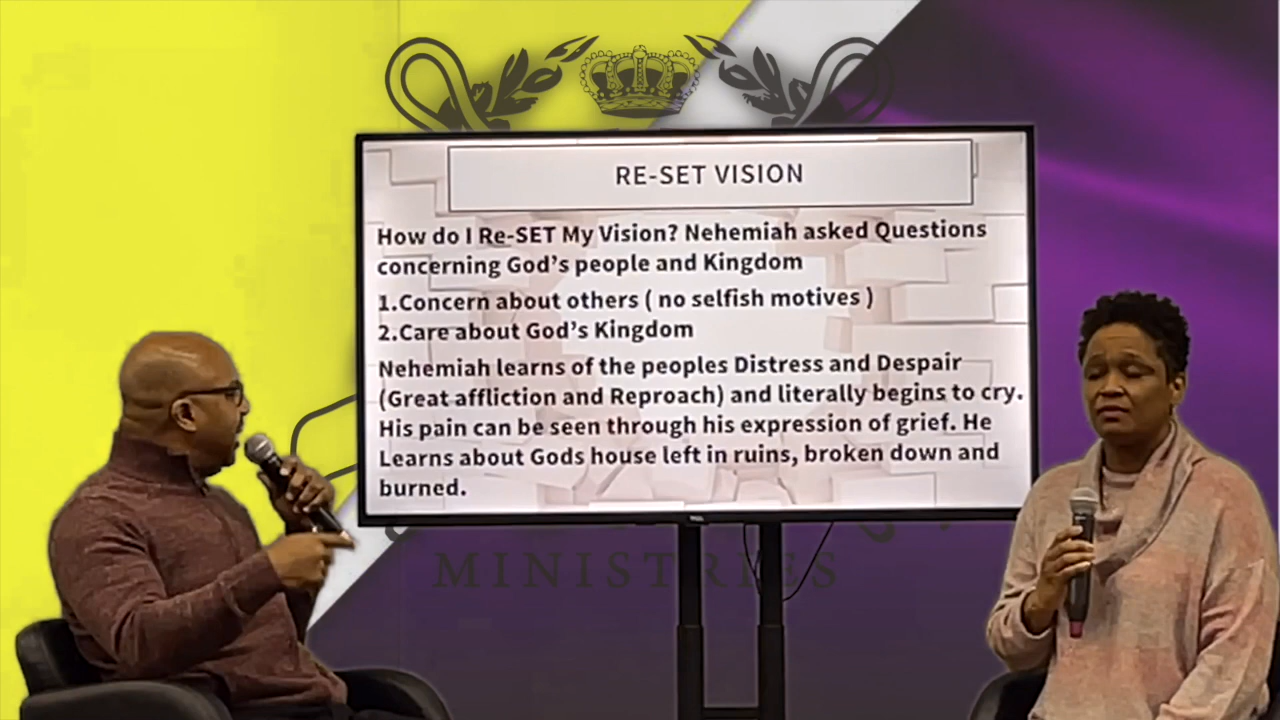 RE-SET VISION
How do I Re-SET My Vision? Nehemiah asked Questions
concerning God's people and Kingdom
1.Concern about others ( no selfish motives )
2.Care about God's Kingdom
Nehemiah learns of the peoples Distress and Despair
(Great affliction and Reproach) and literally begins to cry.
His pain can be seen through his expression of grief. He
Learns about Gods house left in ruins, broken down and
burned.
MINISTRIES